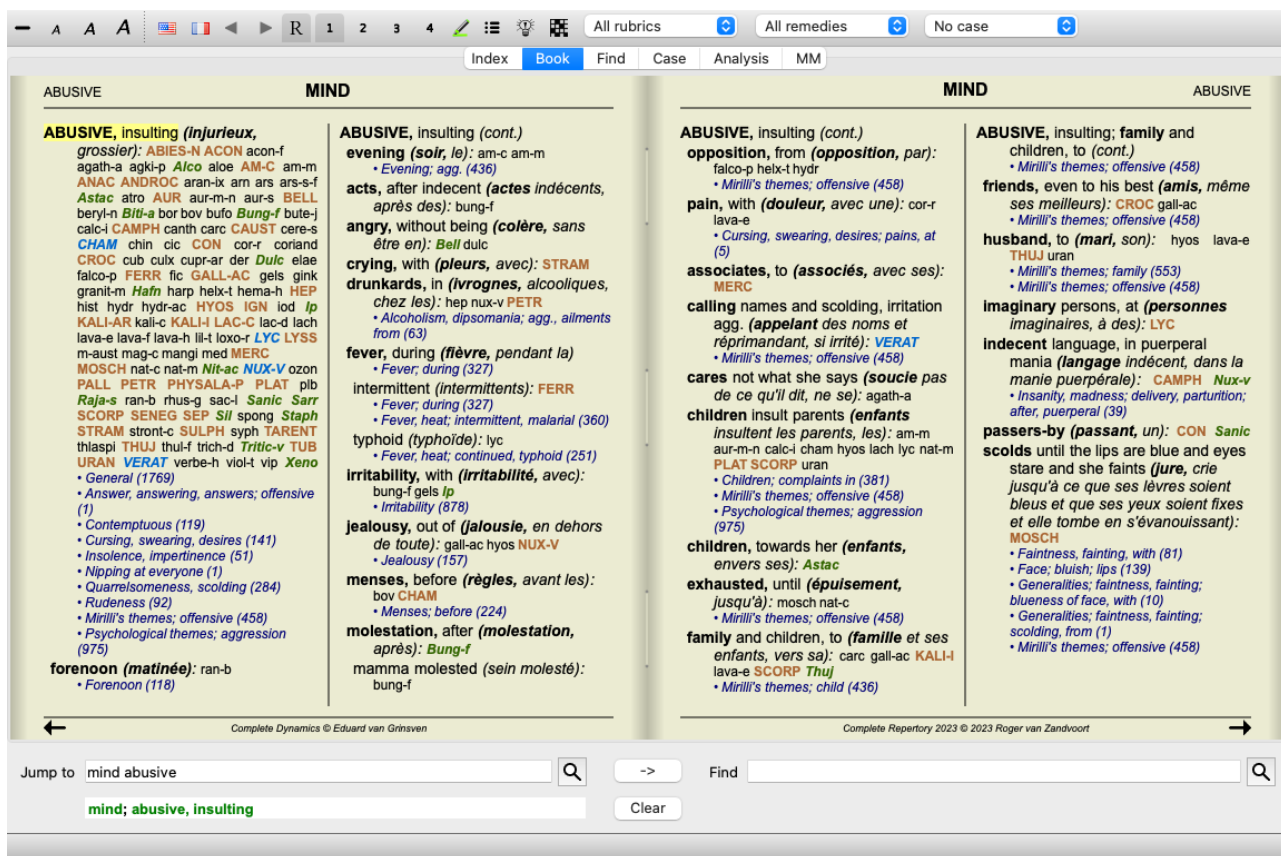 A A A R 1 2 3 4 All rubrics All remedies No case
Index Book Find Case Analysis MM
ABUSIVE MIND
ABUSIVE, insulting (injurieux,
grossier): ABIES-N ACON acon-f
agath-a agki-p Alco aloe AM-C am-m
ANAC ANDROC aran-ix arn ars ars-s-f
Astac atro AUR aur-m-n aur-s BELL
beryl-n Biti-a bor bov bufo Bung-f bute-j
calc-i CAMPH canth carc CAUST cere-s
CHAM chin cic CON cor-r coriand
CROC cub culx cupr-ar der Dulc elae
falco-p FERR fic GALL-AC gels gink
granit-m Hafn harp helx-t hema-h HEP
hist hydr hydr-ac HYOS IGN iod Ip
KALI-AR kali-c KALI-I LAC-C lac-d lach
lava-e lava-f lava-h lil-t loxo-r LYC LYSS
m-aust mag-c mangi med MERC
MOSCH nat-c nat-m Nit-ac NUX-V ozon
PALL PETR PHYSALA-P PLAT plb
Raja-s ran-b rhus-g sac-l Sanic Sarr
SCORP SENEG SEP Sil spong Staph
STRAM stront-c SULPH syph TARENT
thlaspi THUJ thul-f trich-d Tritic-v TUB
URAN VERAT verbe-h viol-t vip Xeno
• General (1769)
• Answer, answering, answers; offensive
(1)
• Contemptuous (119)
• Cursing, swearing, desires (141)
• Insolence, impertinence (51)
• Nipping at everyone (1)
• Quarrelsomeness, scolding (284)
• Rudeness (92)
• Mirilli's themes; offensive (458)
• Psychological themes; aggression
(975)
forenoon (matinée): ran-b
• Forenoon (118)
ABUSIVE, insulting (cont.)
evening (soir, le): am-c am-m
• Evening; agg. (436)
acts, after indecent (actes indécents,
après des): bung-f
angry, without being (colère, sans
être en): Bell dulc
crying, with (pleurs, avec): STRAM
drunkards, in (ivrognes, alcooliques,
chez les): hep nux-v PETR
• Alcoholism, dipsomania; agg., ailments
from (63)
fever, during (fièvre, pendant la)
• Fever; during (327)
intermittent (intermittents): FERR
• Fever; during (327)
• Fever, heat; intermittent, malarial (360)
typhoid (typhoïde): lyc
• Fever, heat; continued, typhoid (251)
irritability, with (irritabilité, avec):
bung-f gels Ip
• Irritability (878)
jealousy, out of (jalousie, en dehors
de toute): gall-ac hyos NUX-V
• Jealousy (157)
menses, before (règles, avant les):
bov CHAM
• Menses; before (224)
molestation, after (molestation,
après): Bung-f
mamma molested (sein molesté):
bung-f
Complete Dynamics © Eduard van Grinsven
MIND ABUSIVE
ABUSIVE, insulting (cont.)
opposition, from (opposition, par):
falco-p helx-t hydr
• Mirilli's themes; offensive (458)
pain, with (douleur, avec une): cor-r
lava-e
• Cursing, swearing, desires; pains, at
(5)
associates, to (associés, avec ses):
MERC
calling names and scolding, irritation
agg. (appelant des noms et
réprimandant, si irrité): VERAT
• Mirilli's themes; offensive (458)
cares not what she says (soucie pas
de ce qu'il dit, ne se): agath-a
children insult parents (enfants
insultent les parents, les): am-m
aur-m-n calc-i cham hyos lach lyc nat-m
PLAT SCORP uran
• Children; complaints in (381)
• Mirilli's themes; offensive (458)
• Psychological themes; aggression
(975)
children, towards her (enfants,
envers ses): Astac
exhausted, until (épuisement,
jusqu'à): mosch nat-c
• Mirilli's themes; offensive (458)
family and children, to (famille et ses
enfants, vers sa): carc gall-ac KALI-I
lava-e SCORP Thuj
• Mirilli's themes; child (436)
ABUSIVE, insulting; family and
children, to (cont.)
• Mirilli's themes; offensive (458)
friends, even to his best (amis, même
ses meilleurs): CROC gall-ac
• Mirilli's themes; offensive (458)
husband, to (mari, son): hyos lava-e
THUJ uran
• Mirilli's themes; family (553)
• Mirilli's themes; offensive (458)
imaginary persons, at (personnes
imaginaires, à des): LYC
indecent language, in puerperal
mania (langage indécent, dans la
manie puerpérale): CAMPH Nux-v
• Insanity, madness; delivery, parturition;
after, puerperal (39)
passers-by (passant, un): CON Sanic
scolds until the lips are blue and eyes
stare and she faints (jure, crie
jusqu'à ce que ses lèvres soient
bleus et que ses yeux soient fixes
et elle tombe en s'évanouissant):
MOSCH
• Faintness, fainting, with (81)
• Face; bluish; lips (139)
• Generalities; faintness, fainting;
blueness of face, with (10)
• Generalities; faintness, fainting;
scolding, from (1)
• Mirilli's themes; offensive (458)
Complete Repertory 2023 © 2023 Roger van Zandvoort
Jump to mind abusive -> Find
mind; abusive, insulting Clear